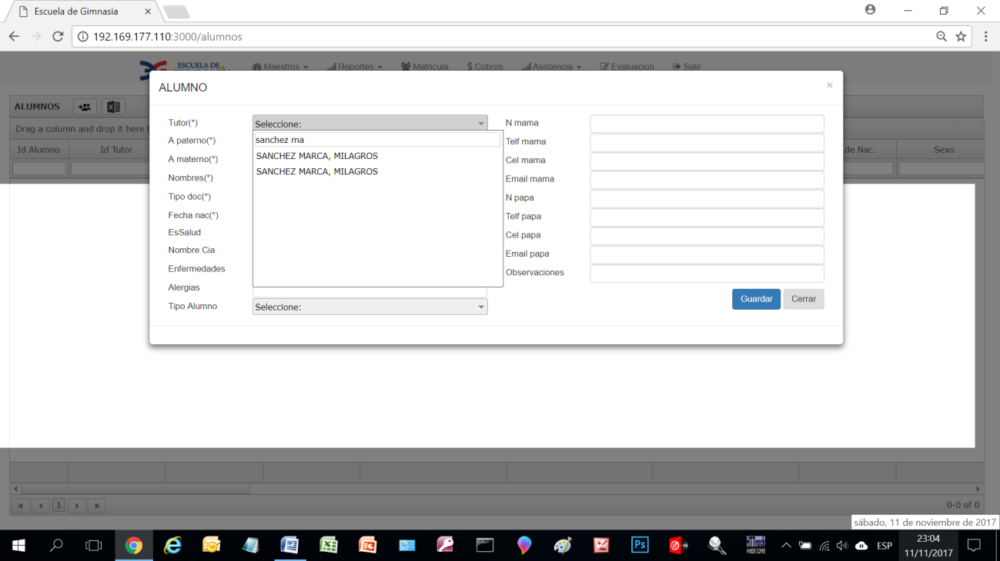 Escuela de Gimnasia
192.169.177.110:3000/alumnos
ESCUELA DE
Maestros
Reportes
Matricula
$ Cobros
Asistencia
Evaluacion
Salir
ALUMNO
×
ALUMNOS
Drag a column and drop it here t
Id Alumno
Id Tutor
de Nac.
Sexo
Tutor(*)
Seleccione:
A paterno(*)
sanchez ma
A materno(*)
SANCHEZ MARCA, MILAGROS
SANCHEZ MARCA, MILAGROS
Nombres(*)
Tipo doc(*)
Fecha nac(*)
EsSalud
Nombre Cia
Enfermedades
Alergias
Tipo Alumno
Seleccione:
N mama
Telf mama
Cel mama
Email mama
N papa
Telf papa
Cel papa
Email papa
Observaciones
Guardar
Cerrar
1
0-0 of 0
sábado, 11 de noviembre de 2017
Ps
ESP
23:04
11/11/2017